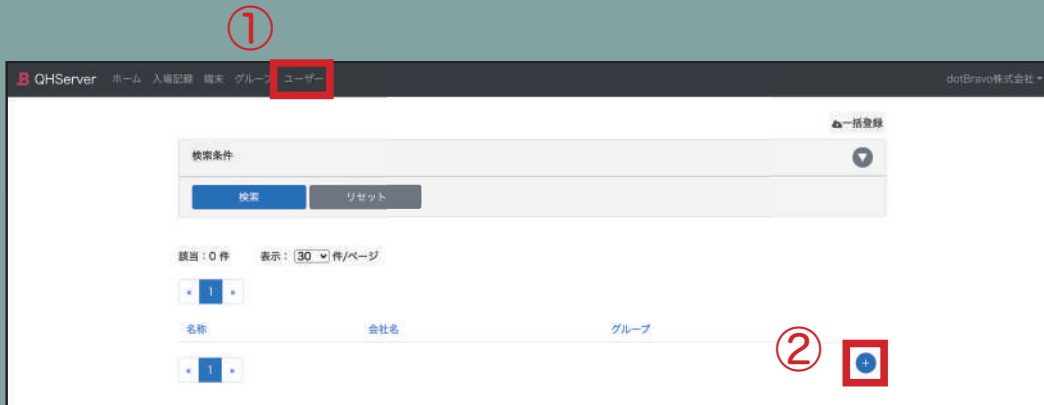 ①
QHServer ホーム 入場記録 端末 グループ ユーザー dotBravo株式会社
一括登録
検索条件
検索 リセット
該当：0 件 表示： 30 件/ページ
« 1 »
名称 会社名 グループ
②
« 1 » +